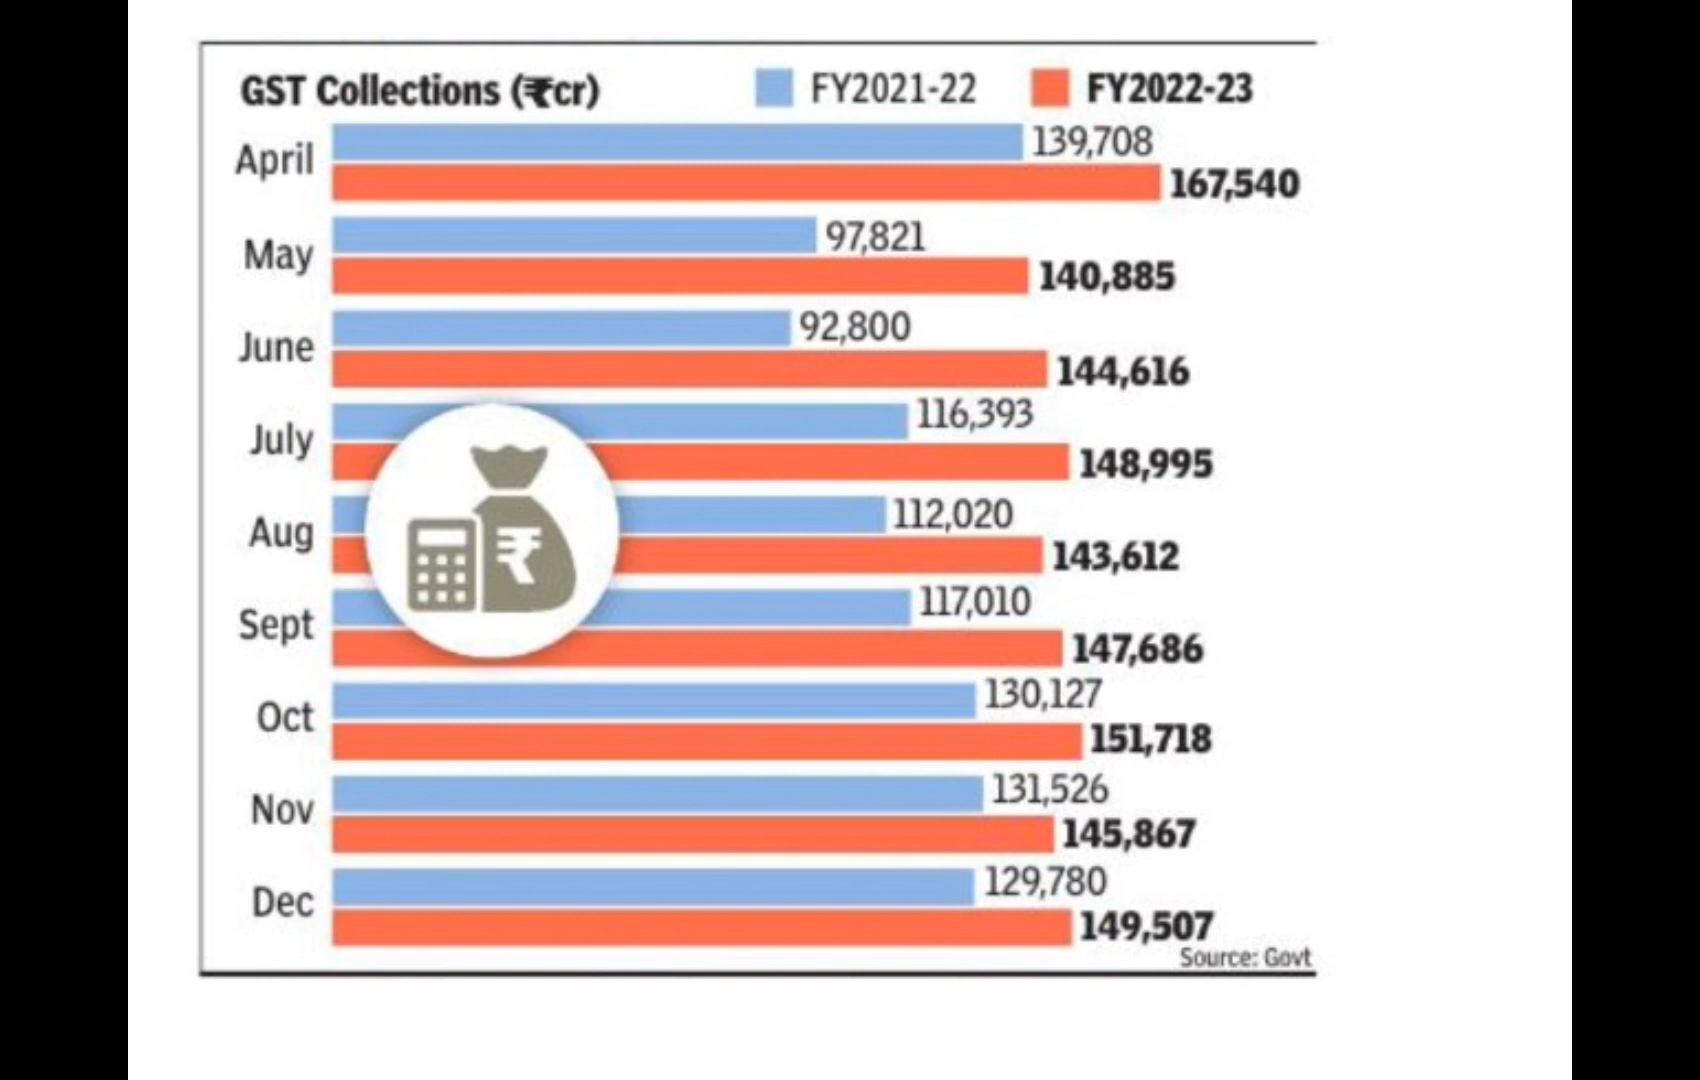 GST Collections (₹cr) FY2021-22 FY2022-23
April 139,708
167,540
May 97,821
140,885
June 92,800
144,616
July 116,393
148,995
Aug 112,020
143,612
Sept 117,010
147,686
Oct 130,127
151,718
Nov 131,526
145,867
Dec 129,780
149,507
Source: Govt
₹